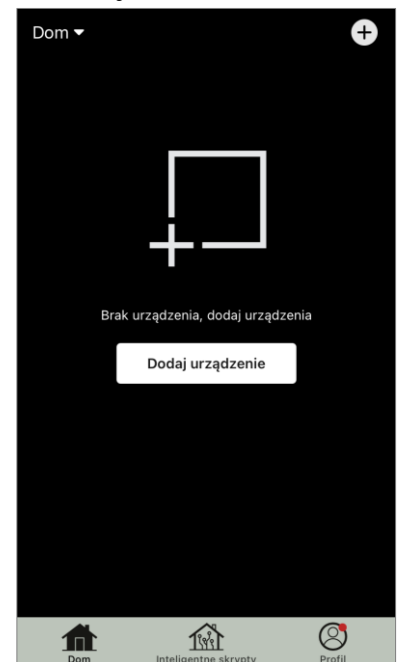 Dom
Brak urządzenia, dodaj urządzenia
Dodaj urządzenie
Dom
Inteligentne skrypty
Profil